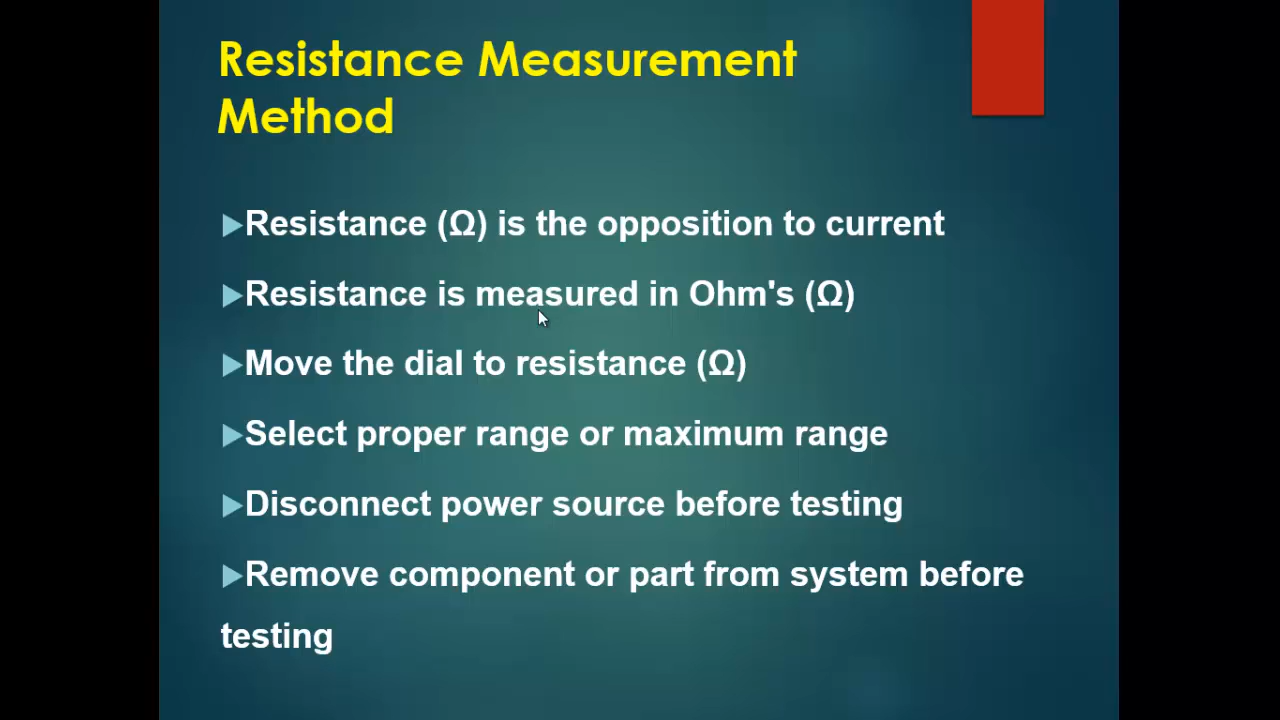 Resistance Measurement
Method
Resistance (Ω) is the opposition to current
Resistance is measured in Ohm's (Ω)
Move the dial to resistance (Ω)
Select proper range or maximum range
Disconnect power source before testing
Remove component or part from system before
testing